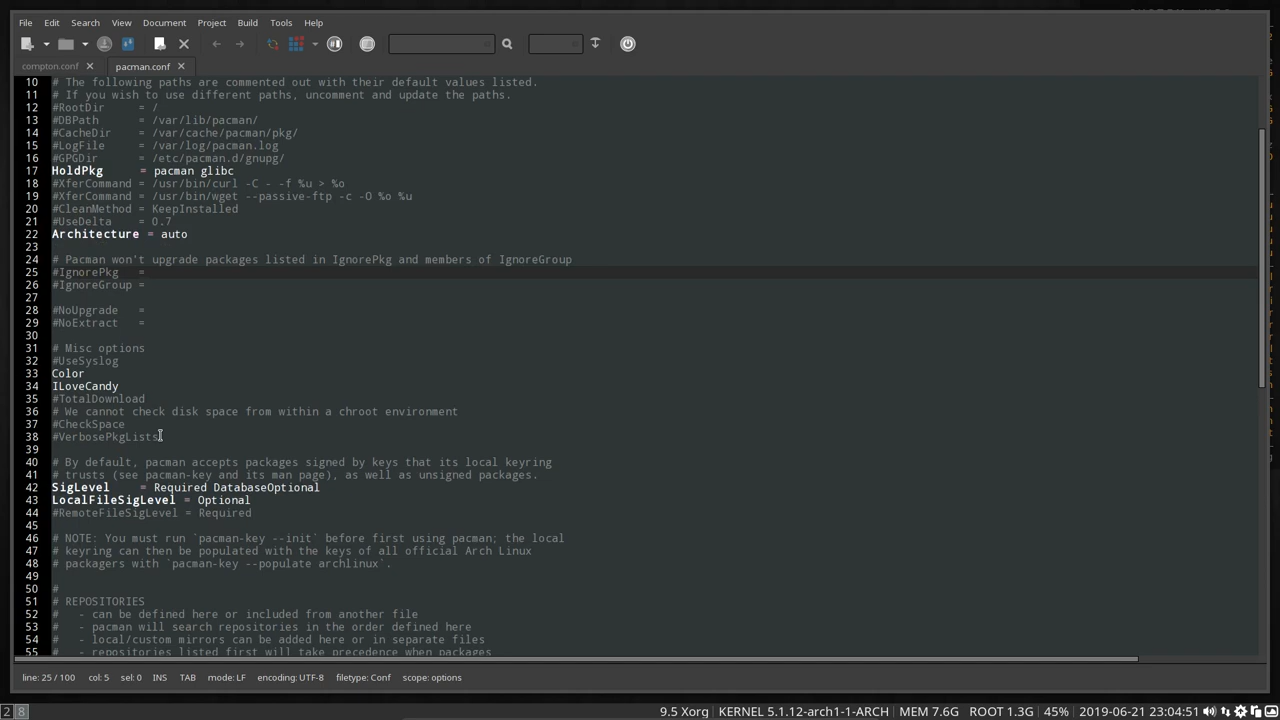 File Edit Search View Document Project Build Tools Help
compton.conf pacman.conf
10 # The following paths are commented out with their default values listed.
11 # If you wish to use different paths, uncomment and update the paths.
12 #RootDir     = /
13 #DBPath      = /var/lib/pacman/
14 #CacheDir    = /var/cache/pacman/pkg/
15 #LogFile     = /var/log/pacman.log
16 #GPGDir      = /etc/pacman.d/gnupg/
17 HoldPkg      = pacman glibc
18 #XferCommand = /usr/bin/curl -C - -f %u > %o
19 #XferCommand = /usr/bin/wget --passive-ftp -c -O %o %u
20 #CleanMethod = KeepInstalled
21 #UseDelta    = 0.7
22 Architecture = auto
23
24 # Pacman won't upgrade packages listed in IgnorePkg and members of IgnoreGroup
25 #IgnorePkg   =
26 #IgnoreGroup =
27
28 #NoUpgrade   =
29 #NoExtract   =
30
31 # Misc options
32 #UseSyslog
33 Color
34 ILoveCandy
35 #TotalDownload
36 # We cannot check disk space from within a chroot environment
37 #CheckSpace
38 #VerbosePkgLists
39
40 # By default, pacman accepts packages signed by keys that its local keyring
41 # trusts (see pacman-key and its man page), as well as unsigned packages.
42 SigLevel    = Required DatabaseOptional
43 LocalFileSigLevel = Optional
44 #RemoteFileSigLevel = Required
45
46 # NOTE: You must run `pacman-key --init` before first using pacman; the local
47 # keyring can then be populated with the keys of all official Arch Linux
48 # packagers with `pacman-key --populate archlinux`.
49
50 #
51 # REPOSITORIES
52 #   - can be defined here or included from another file
53 #   - pacman will search repositories in the order defined here
54 #   - local/custom mirrors can be added here or in separate files
55 #   - repositories listed first will take precedence when packages
line: 25 / 100 col: 5 sel: 0 INS TAB mode: LF encoding: UTF-8 filetype: Conf scope: options
2 8 9.5 Xorg KERNEL 5.1.12-arch1-1-ARCH MEM 7.6G ROOT 1.3G 45% 2019-06-21 23:04:51